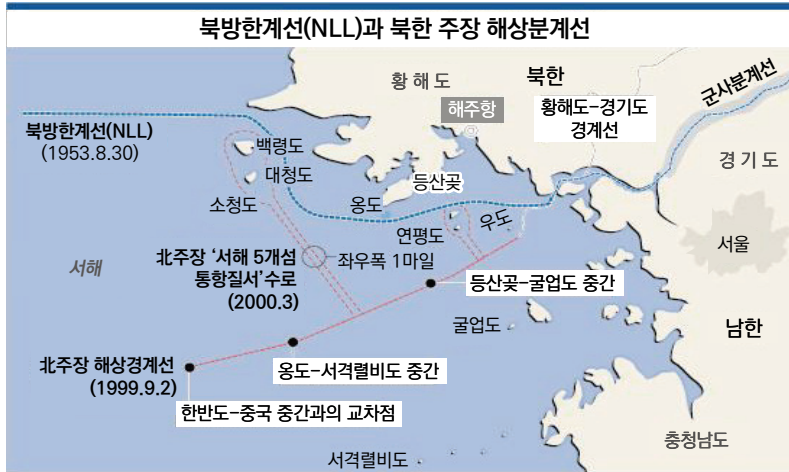 북방한계선(NLL)과 북한 주장 해상분계선
황해도
북한
군사분계선
해주항
황해도-경기도
경계선
북방한계선(NLL)
(1953.8.30)
백령도
대청도
소청도
등산곶
옹도
연평도
우도
경기도
서울
서해
北주장 '서해 5개섬
통항질서'수로
(2000.3)
좌우폭 1마일
등산곶-굴업도 중간
굴업도
남한
北주장 해상경계선
(1999.9.2)
옹도-서격렬비도 중간
한반도-중국 중간과의 교차점
서격렬비도
충청남도